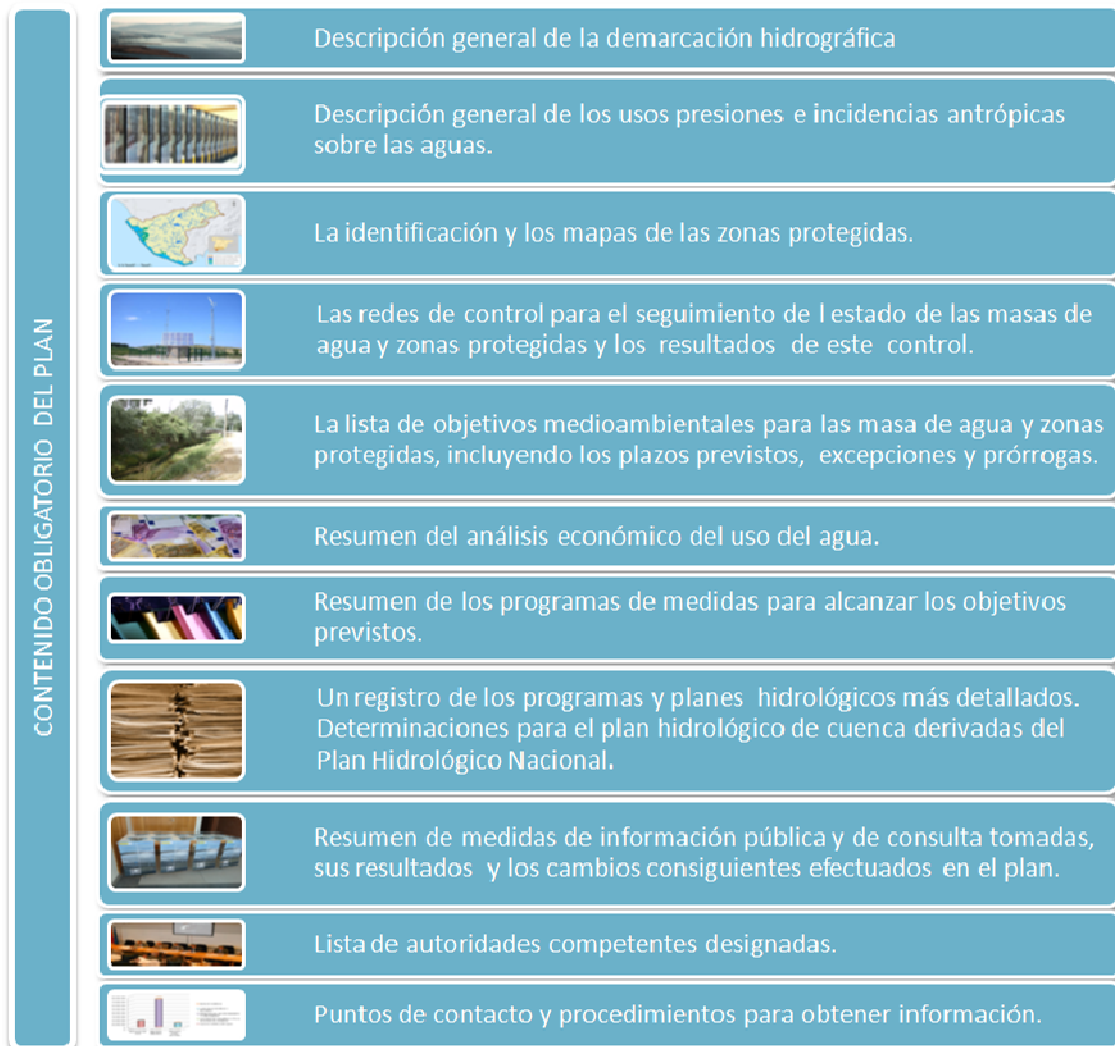 CONTENIDO OBLIGATORIO DEL PLAN
Descripción general de la demarcación hidrográfica
Descripción general de los usos presiones e incidencias antrópicas
sobre las aguas.
La identificación y los mapas de las zonas protegidas.
Las redes de control para el seguimiento de l estado de las masas de
agua y zonas protegidas y los resultados de este control.
La lista de objetivos medioambientales para las masa de agua y zonas
protegidas, incluyendo los plazos previstos, excepciones y prórrogas.
Resumen del análisis económico del uso del agua.
Resumen de los programas de medidas para alcanzar los objetivos
previstos.
Un registro de los programas y planes hidrológicos más detallados.
Determinaciones para el plan hidrológico de cuenca derivadas del
Plan Hidrológico Nacional.
Resumen de medidas de información pública y de consulta tomadas,
sus resultados y los cambios consiguientes efectuados en el plan.
Lista de autoridades competentes designadas.
Puntos de contacto y procedimientos para obtener información.